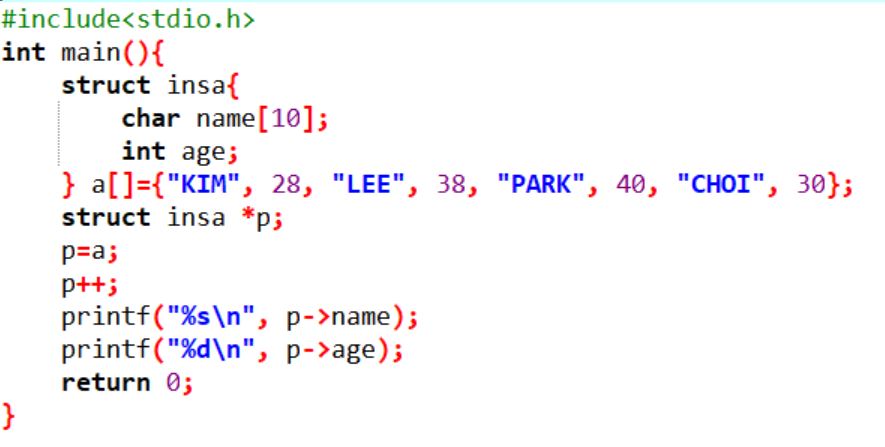 #include<stdio.h>
int main(){
    struct insa{
        char name[10];
        int age;
    } a[]={"KIM", 28, "LEE", 38, "PARK", 40, "CHOI", 30};
    struct insa *p;
    p=a;
    p++;
    printf("%s\n", p->name);
    printf("%d\n", p->age);
    return 0;
}